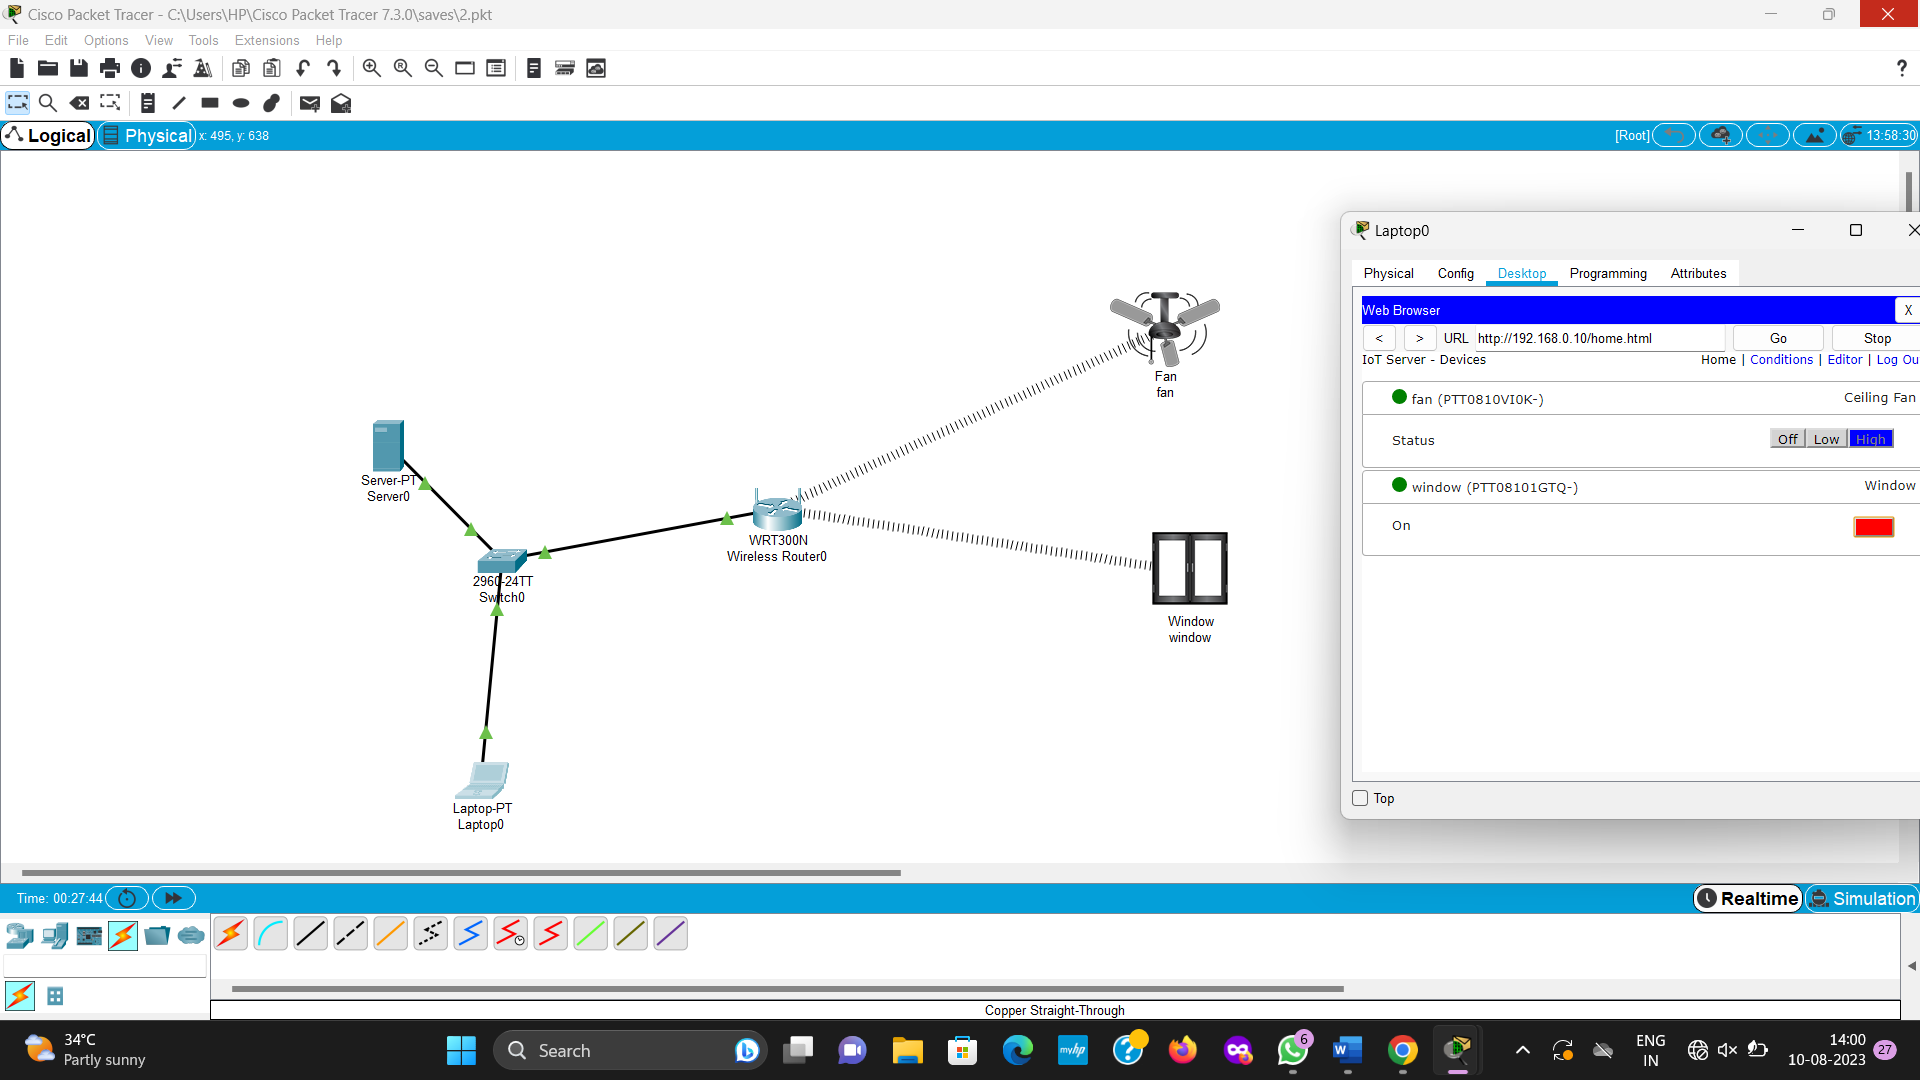 Cisco Packet Tracer - C:\Users\HP\Cisco Packet Tracer 7.3.0\saves\2.pkt
File Edit Options View Tools Extensions Help
?
Logical Physical x: 495, y: 638 [Root] 13:58:30
Laptop0
Physical Config Desktop Programming Attributes
Web Browser X
< > URL http://192.168.0.10/home.html Go Stop
IoT Server - Devices Home | Conditions | Editor | Log Ou
fan (PTT0810VI0K-) Ceiling Fan
Status Off Low High
window (PTT08101GTQ-) Window
On
Top
Fan
fan
Server-PT
Server0
WRT300N
Wireless Router0
2960-24TT
Switch0
Window
window
Laptop-PT
Laptop0
Time: 00:27:44 Realtime Simulation
Copper Straight-Through
34°C
Partly sunny
Search
myhp
6
W
ENG
IN
14:00
10-08-2023
27